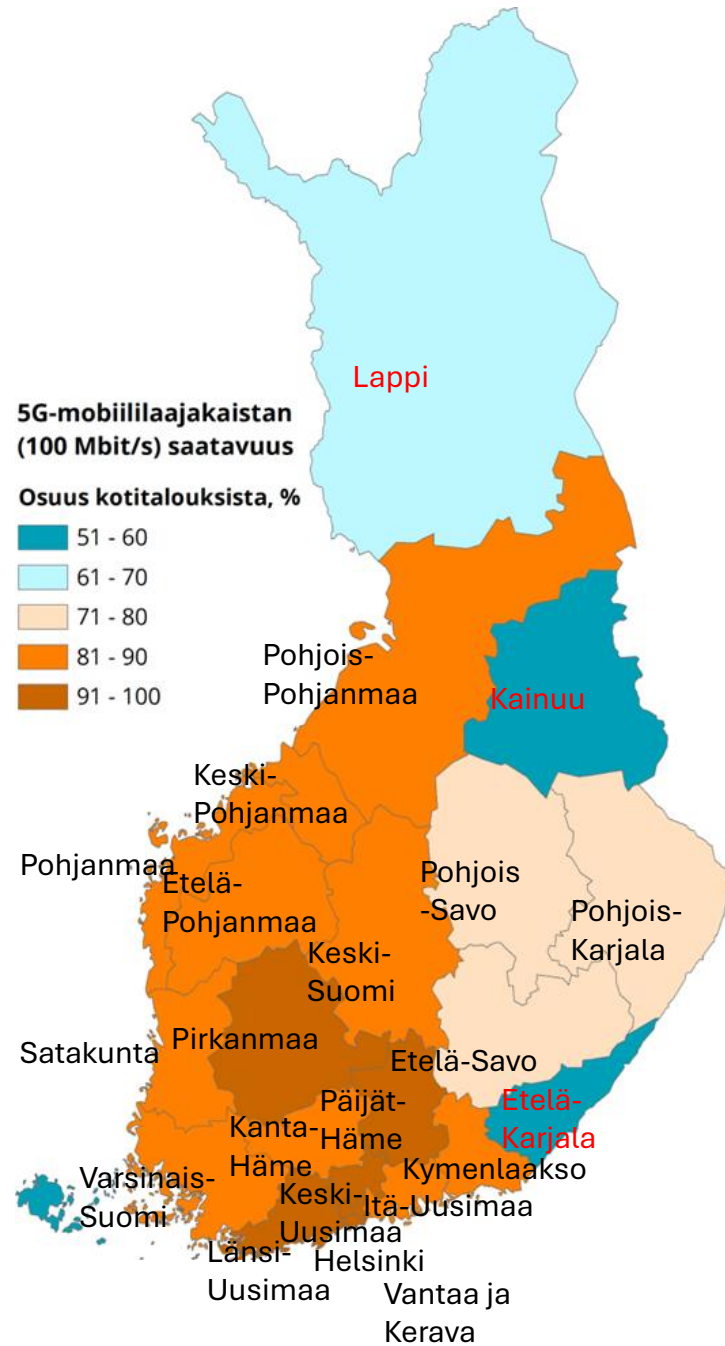 Lappi
5G-mobiililaajakaistan
(100 Mbit/s) saatavuus
Osuus kotitalouksista, %
51 - 60
61 - 70
71 - 80
81 - 90
91 - 100
Pohjois-
Pohjanmaa
Kainuu
Keski-
Pohjanmaa
Pohjanmaa
Etelä-
Pohjanmaa
Pohjois
-Savo
Pohjois-
Karjala
Keski-
Suomi
Satakunta
Pirkanmaa
Etelä-Savo
Päijät-
Häme
Etelä-
Karjala
Kanta-
Häme
Kymenlaakso
Varsinais-
Suomi
Keski-
Uusimaa
Itä-Uusimaa
Länsi-
Uusimaa
Helsinki
Vantaa ja
Kerava